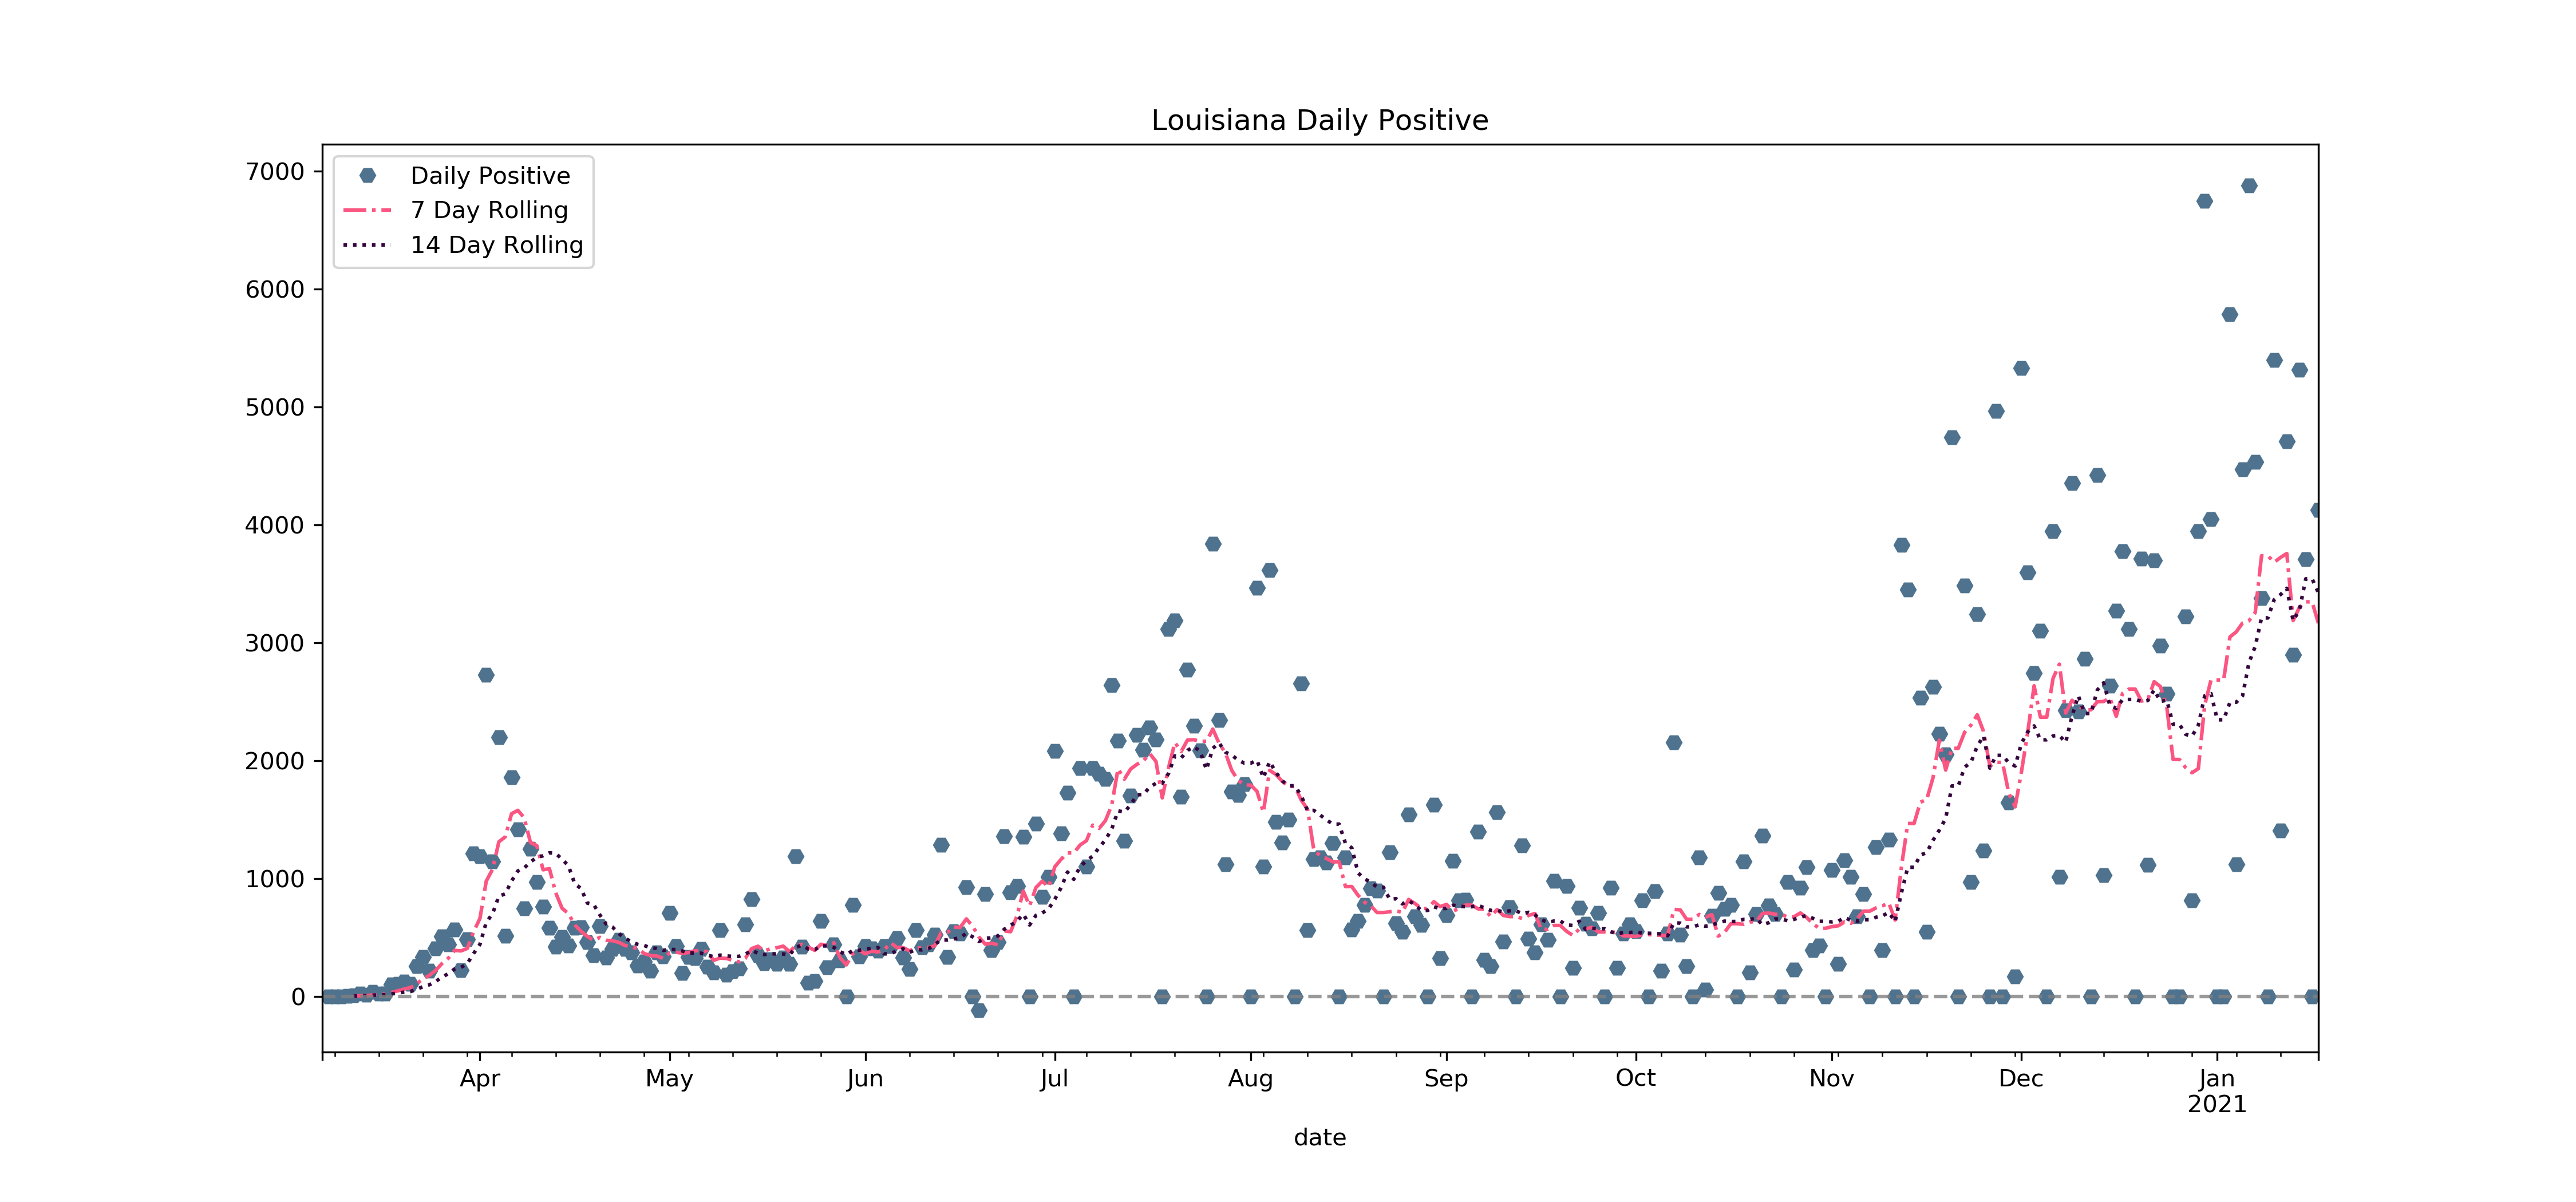 Louisiana Daily Positive
7000
6000
5000
4000
3000
2000
1000
0
Daily Positive
7 Day Rolling
14 Day Rolling
Apr May Jun Jul Aug Sep Oct Nov Dec Jan
2021
date